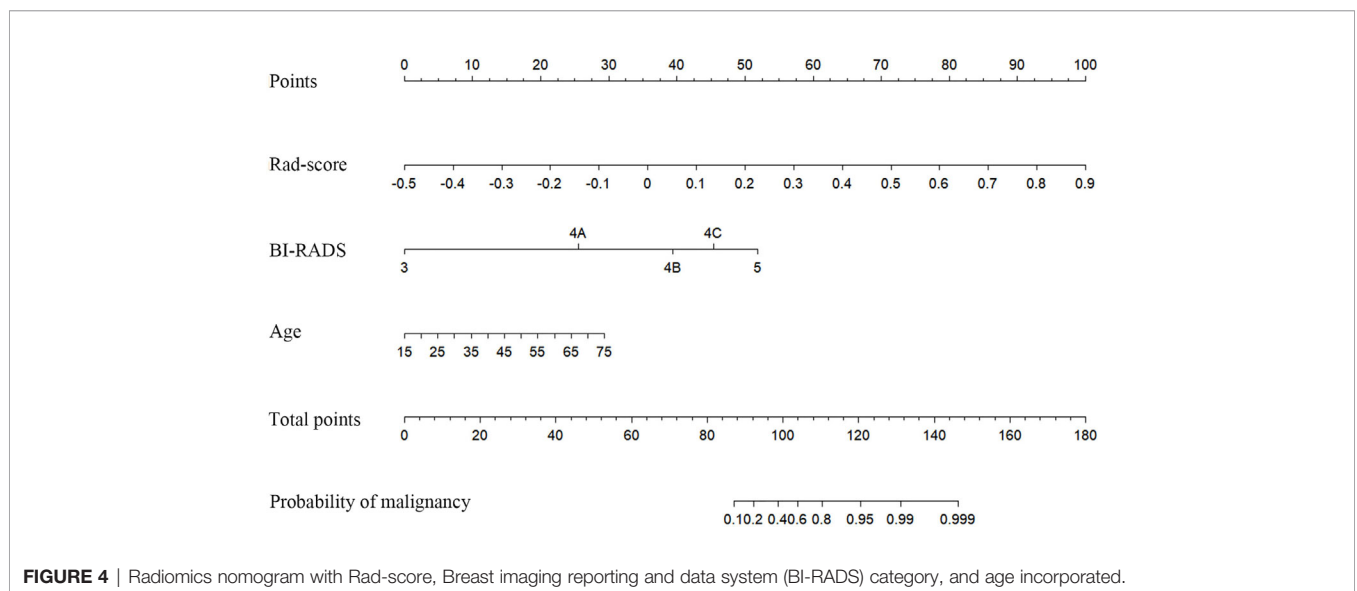 0 10 20 30 40 50 60 70 80 90 100
Points
Rad-score
-0.5 -0.4 -0.3 -0.2 -0.1 0 0.1 0.2 0.3 0.4 0.5 0.6 0.7 0.8 0.9
4A 4C
BI-RADS
3 4B 5
Age
15 25 35 45 55 65 75
Total points
0 20 40 60 80 100 120 140 160 180
Probability of malignancy
0.1 0.2 0.4 0.6 0.8 0.95 0.99 0.999
FIGURE 4 | Radiomics nomogram with Rad-score, Breast imaging reporting and data system (BI-RADS) category, and age incorporated.